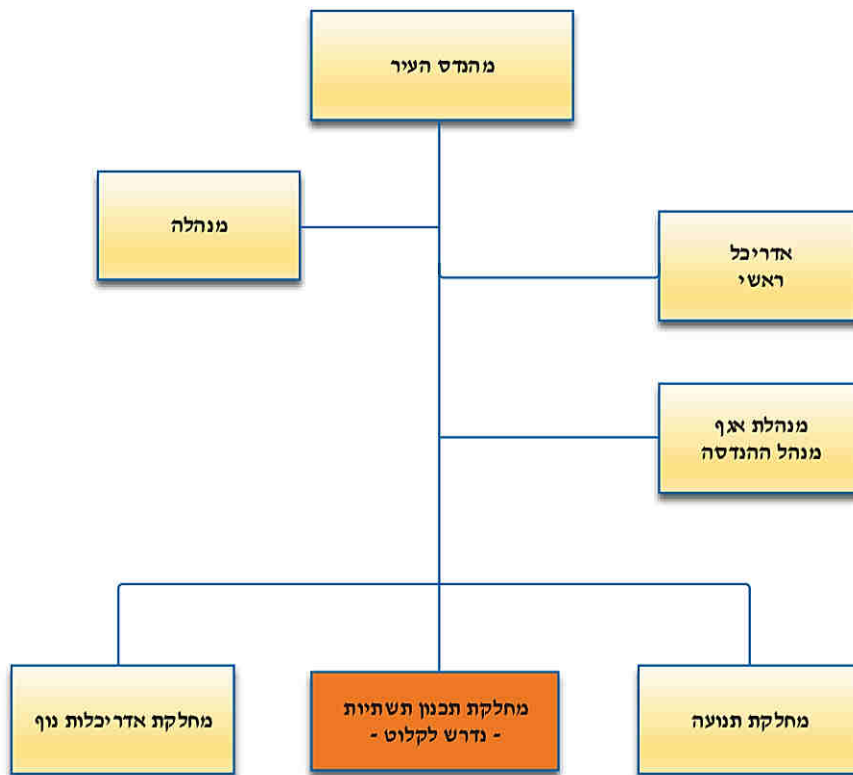 מהנדס העיר
מנהלה
אדריכל
ראשי
מנהלת אגף
מנהל ההנדסה
מחלקת תנועה
מחלקת תכנון תשתיות
- נדרש לקלוט -
מחלקת אדריכלות נוף